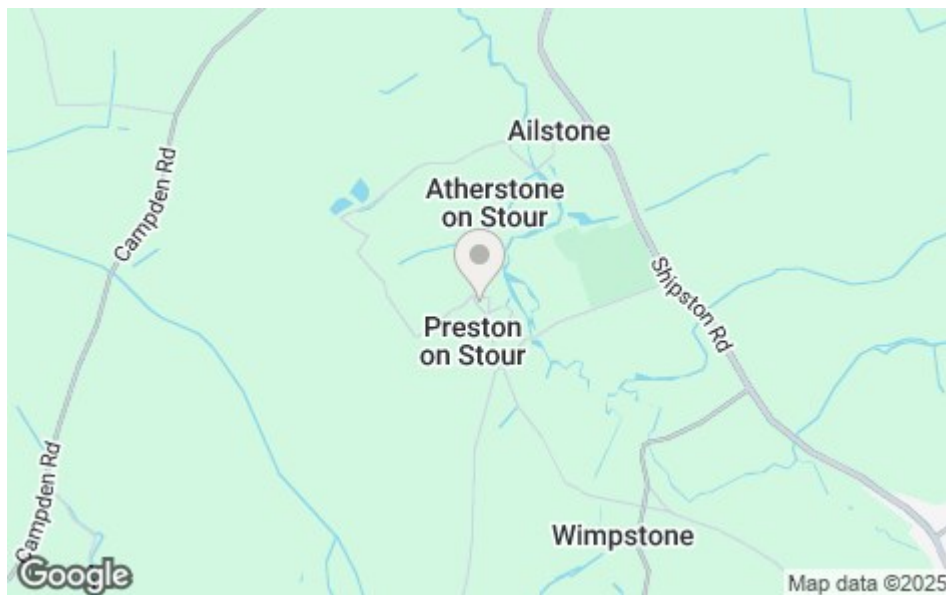 Ailstone
Atherstone
on Stour
Campden Rd
Shipston Rd
Preston
on Stour
Campden Rd
Wimpstone
Google
Map data ©2025